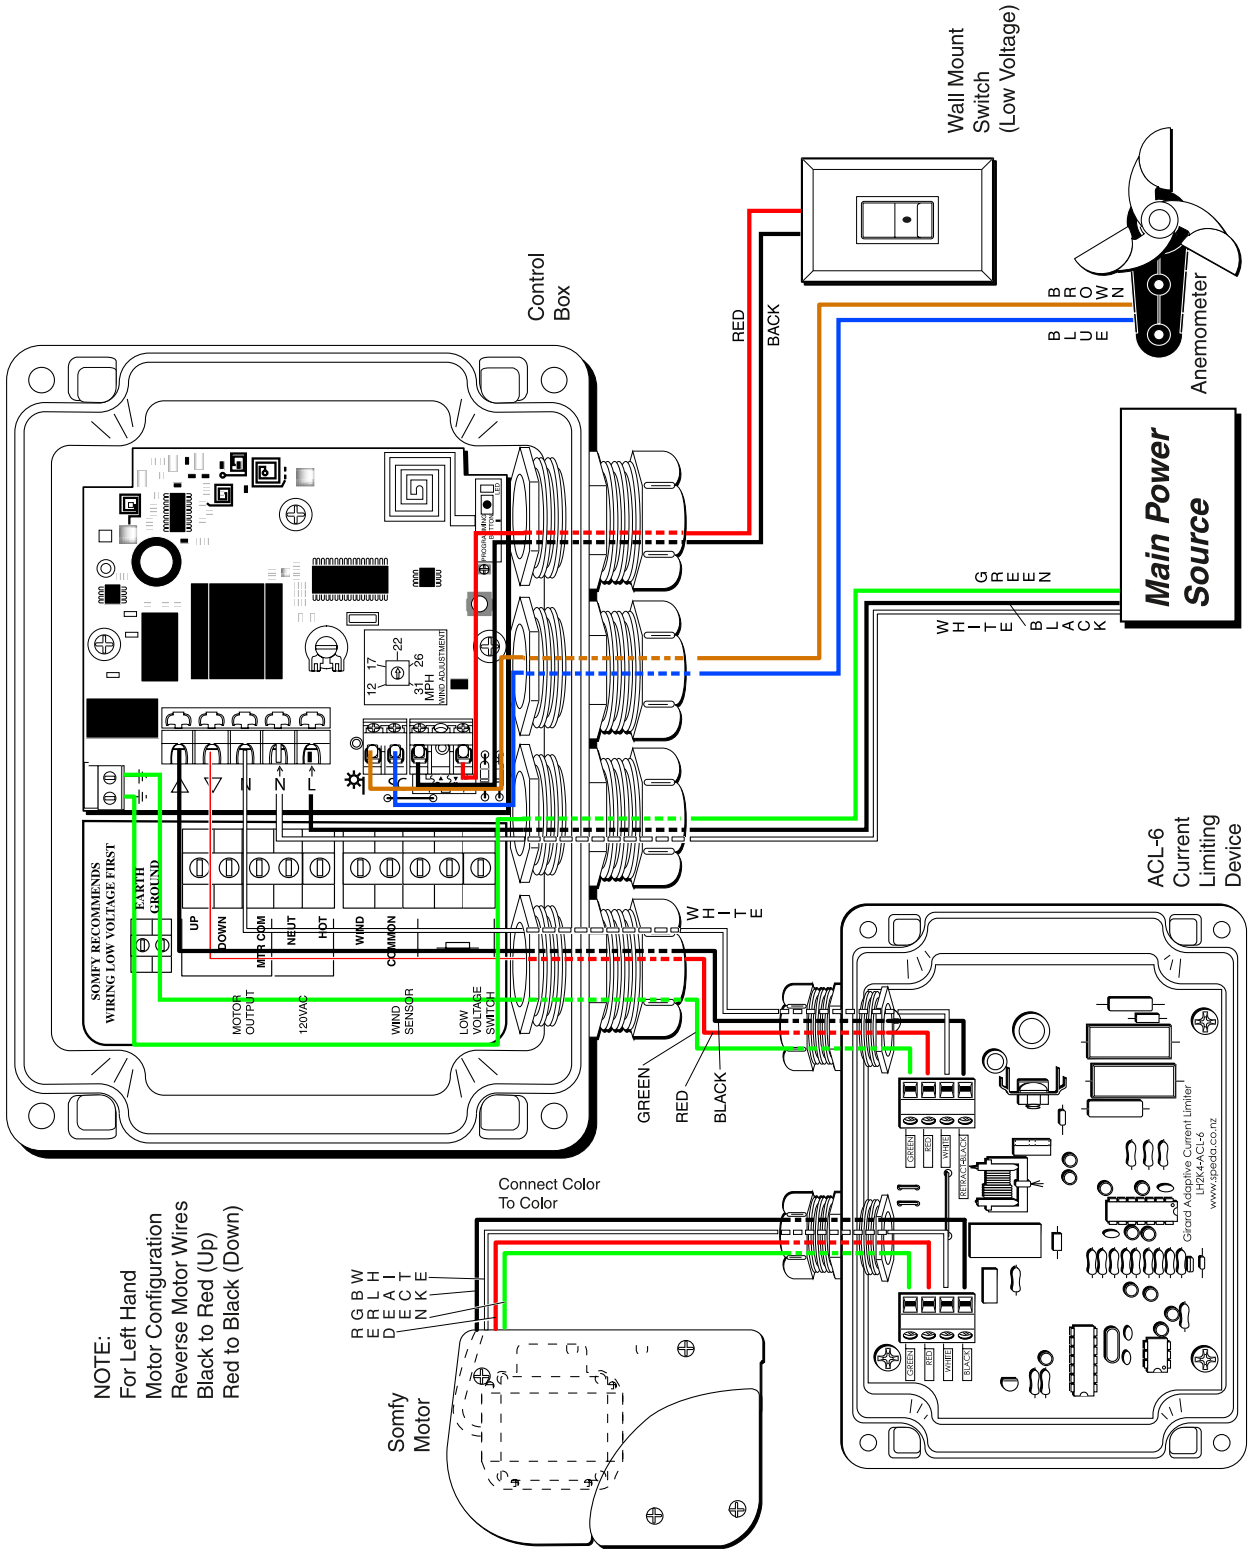 NOTE:
For Left Hand
Motor Configuration
Reverse Motor Wires
Black to Red (Up)
Red to Black (Down)
Control
Box
Wall Mount
Switch
(Low Voltage)
RED
BACK
BROWN
BLUE
Anemometer
Main Power
Source
GREEN
WHITE
BLACK
SOMFY RECOMMENDS
WIRING LOW VOLTAGE FIRST
EARTH
GROUND
UP
DOWN
MTR COM
NEUT
HOT
WIND
COMMON
MOTOR
OUTPUT
120VAC
WIND
SENSOR
LOW
VOLTAGE
SWITCH
N
N
L
12
17
22
26
31
MPH
WIND ADJUSTMENT
PROGRAMMING
BUTTON
LED
WHITE
GREEN
RED
BLACK
ACL-6
Current
Limiting
Device
GREEN
RED
WHITE
RETRACT-BLACK
Girard Adaptive Current Limiter
LH2K4-ACL-6
www.speda.co.nz
GREEN
RED
WHITE
BLACK
Connect Color
To Color
RED
GREEN
BLACK
WHITE
Somfy
Motor